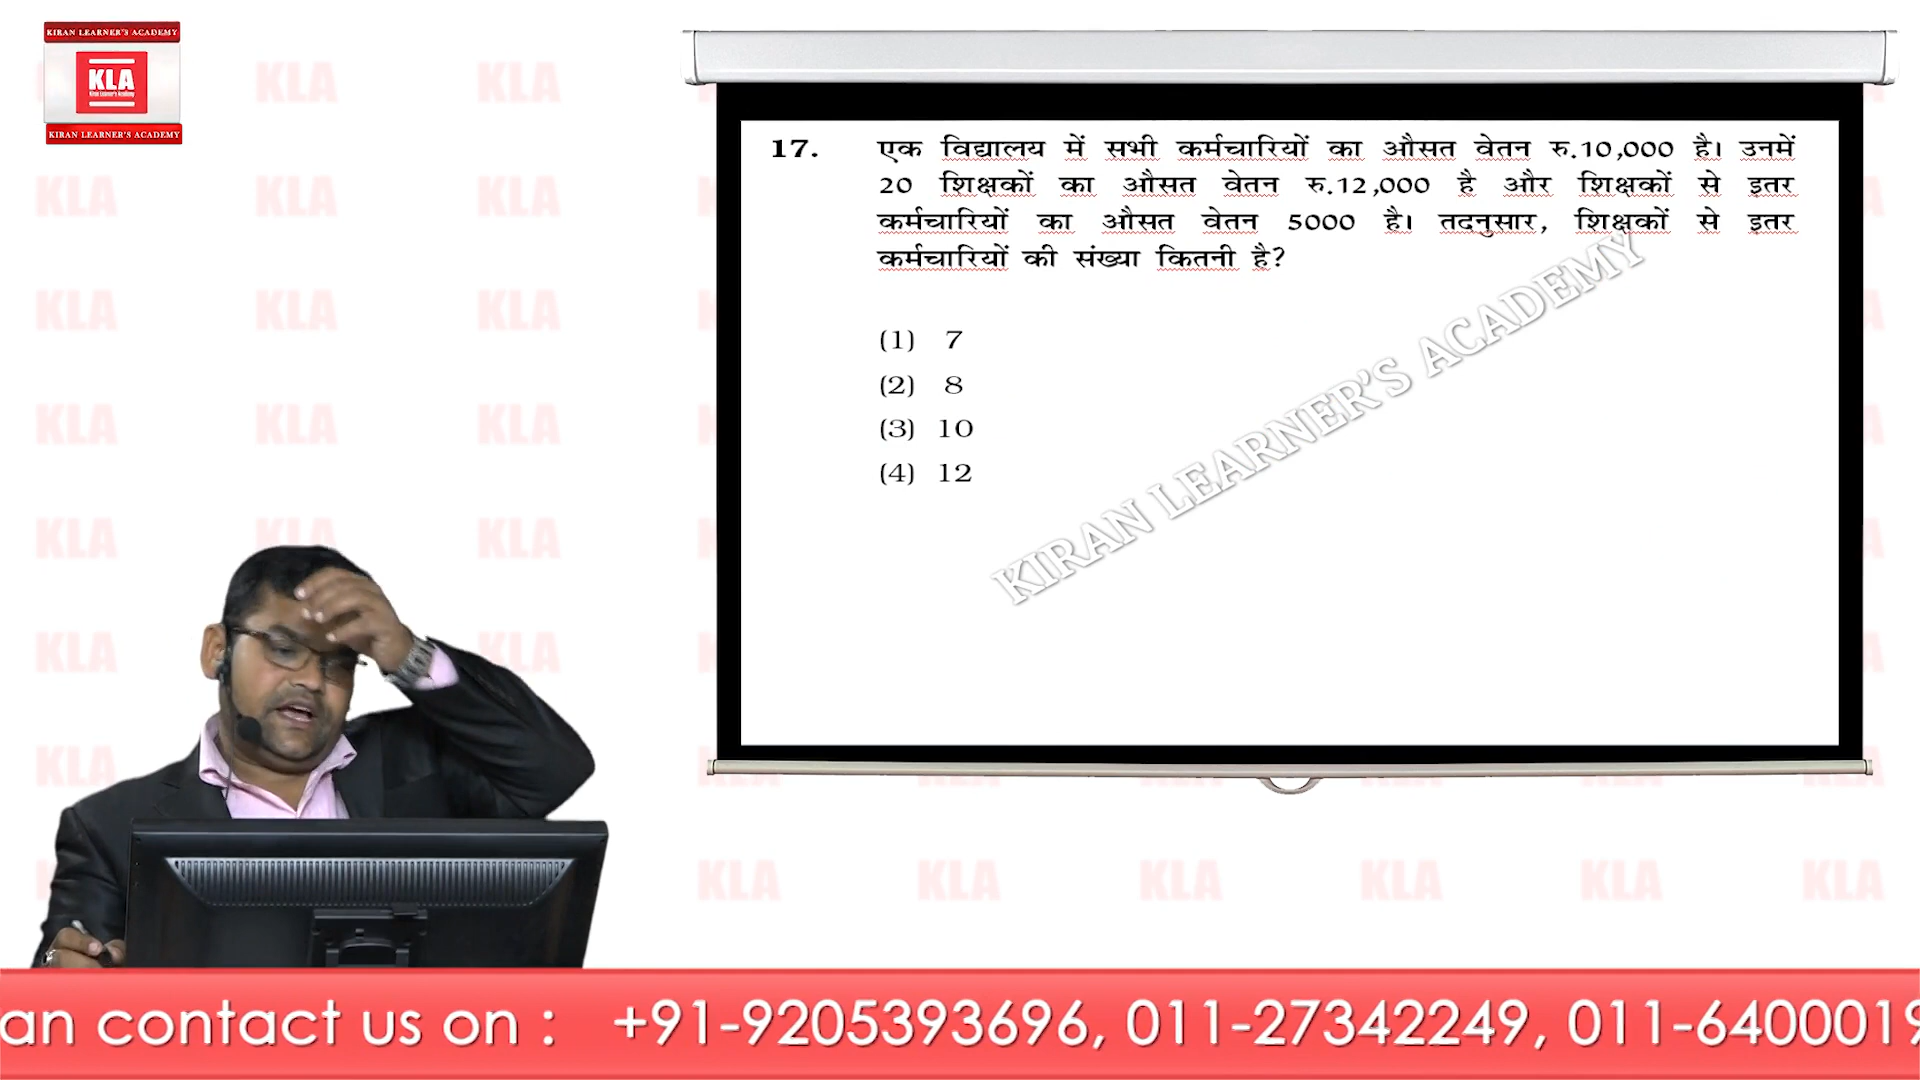 KIRAN LEARNER'S ACADEMY
KLA
Kiran Learner's Academy
KIRAN LEARNER'S ACADEMY
17. एक विद्यालय में सभी कर्मचारियों का औसत वेतन रु.10,000 है। उनमें
20 शिक्षकों का औसत वेतन रु.12,000 है और शिक्षकों से इतर
कर्मचारियों का औसत वेतन 5000 है। तदनुसार, शिक्षकों से इतर
कर्मचारियों की संख्या कितनी है?
(1) 7
(2) 8
(3) 10
(4) 12
KIRAN LEARNER'S ACADEMY
an contact us on : +91-9205393696, 011-27342249, 011-6400019